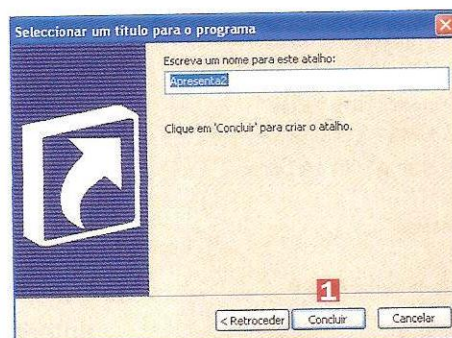 Seleccionar um título para o programa
Escreva um nome para este atalho:
Apresenta2
Clique em 'Concluir' para criar o atalho.
1
< Retroceder
Concluir
Cancelar